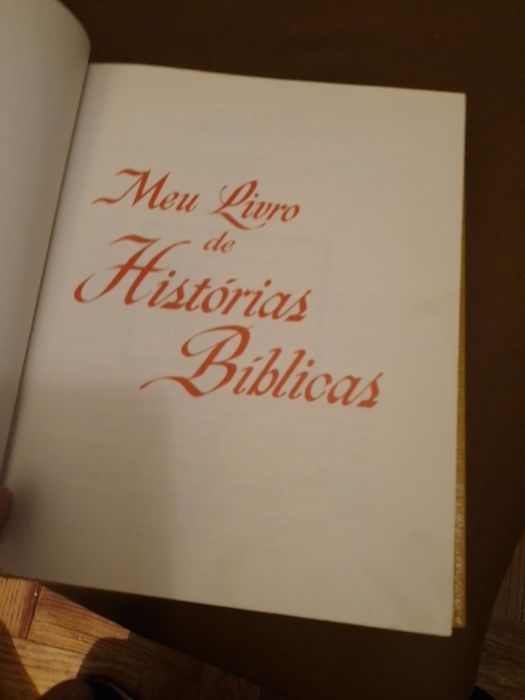 Meu Livro
de
Histórias
Bíblicas